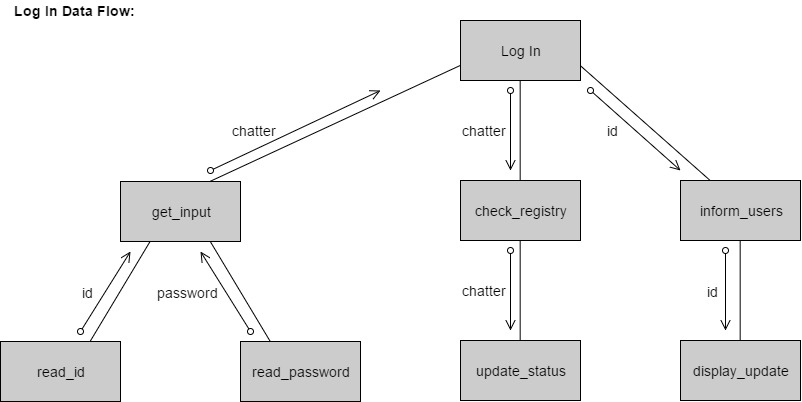 Log In Data Flow:
Log In
chatter
chatter
id
get_input
check_registry
inform_users
id
password
chatter
id
read_id
read_password
update_status
display_update